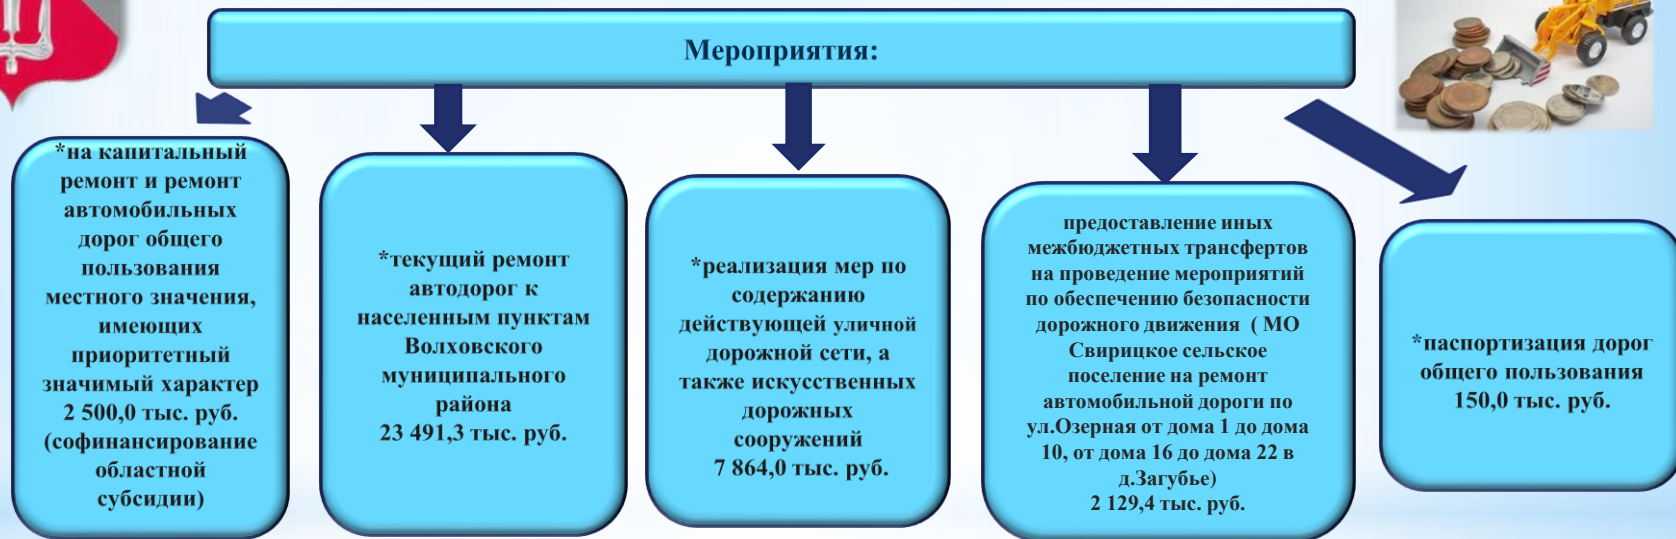 Мероприятия:
*на капитальный
ремонт и ремонт
автомобильных
дорог общего
пользования
местного значения,
имеющих
приоритетный
значимый характер
2 500,0 тыс. руб.
(софинансирование
областной
субсидии)
*текущий ремонт
автодорог к
населенным пунктам
Волховского
муниципального
района
23 491,3 тыс. руб.
*реализация мер по
содержанию
действующей уличной
дорожной сети, а
также искусственных
дорожных
сооружений
7 864,0 тыс. руб.
предоставление иных
межбюджетных трансфертов
на проведение мероприятий
по обеспечению безопасности
дорожного движения ( МО
Свирицкое сельское
поселение на ремонт
автомобильной дороги по
ул.Озерная от дома 1 до дома
10, от дома 16 до дома 22 в
д.Загубье)
2 129,4 тыс. руб.
*паспортизация дорог
общего пользования
150,0 тыс. руб.